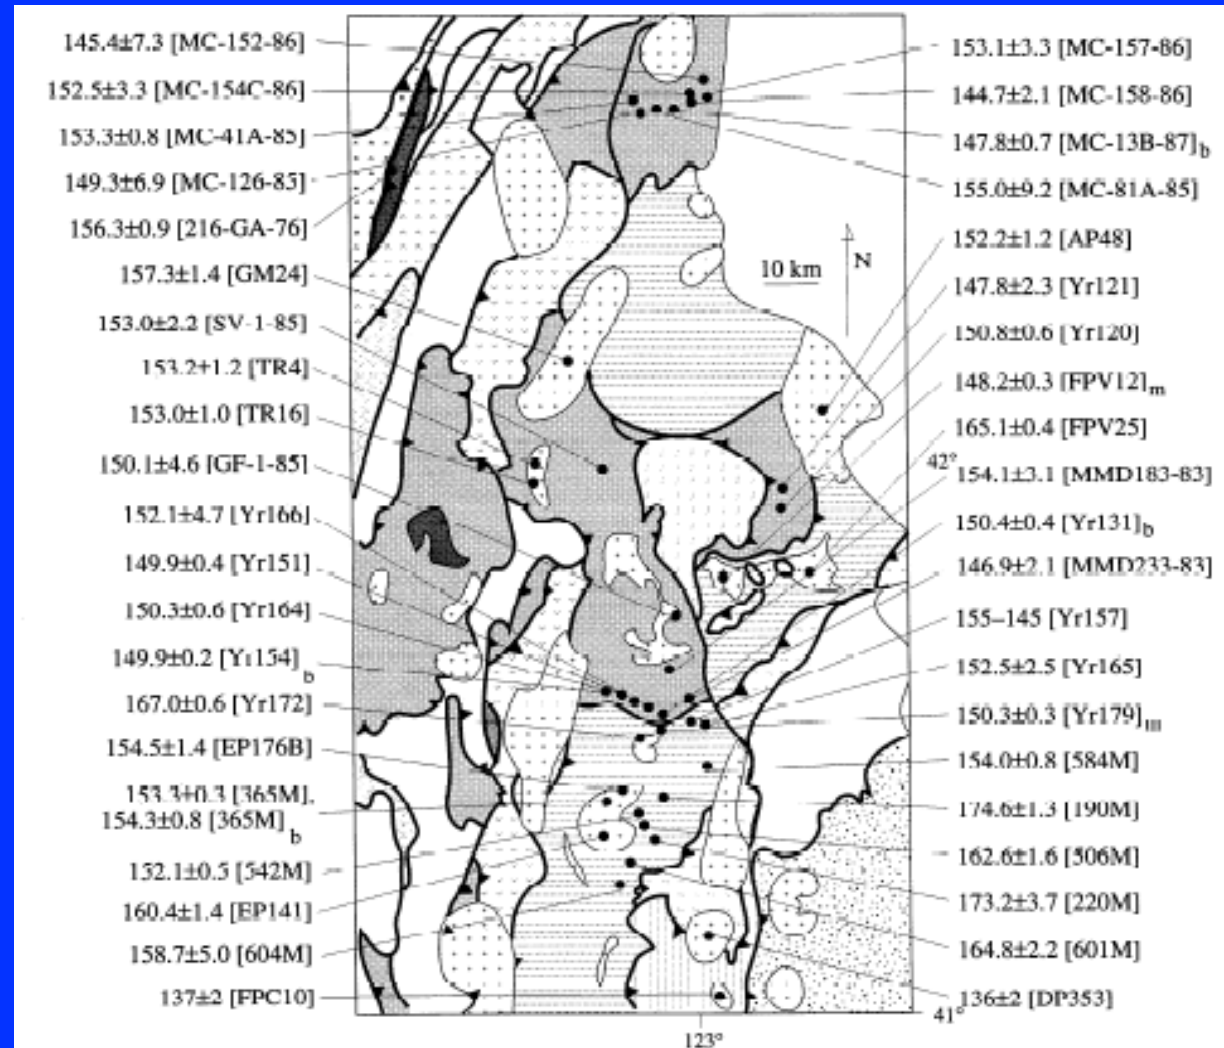 145.4±7.3 [MC-152-86]
152.5±3.3 [MC-154C-86]
153.3±0.8 [MC-41A-85]
149.3±6.9 [MC-126-85]
156.3±0.9 [216-GA-76]
157.3±1.4 [GM24]
153.0±2.2 [SV-1-85]
153.2±1.2 [TR4]
153.0±1.0 [TR16]
150.1±4.6 [GF-1-85]
152.1±4.7 [Yr166]
149.9±0.4 [Yr151]
150.3±0.6 [Yr164]
149.9±0.2 [Yr154]b
167.0±0.6 [Yr172]
154.5±1.4 [EP176B]
153.3±0.3 [365M]
154.3±0.8 [365M]b
152.1±0.5 [542M]
160.4±1.4 [EP141]
158.7±5.0 [604M]
137±2 [FPC10]
10 km
N
153.1±3.3 [MC-157-86]
144.7±2.1 [MC-158-86]
147.8±0.7 [MC-13B-87]b
155.0±9.2 [MC-81A-85]
152.2±1.2 [AP48]
147.8±2.3 [Yr121]
150.8±0.6 [Yr120]
148.2±0.3 [FPV12]m
165.1±0.4 [FPV25]
42°
154.1±3.1 [MMD183-83]
150.4±0.4 [Yr131]b
146.9±2.1 [MMD233-83]
155–145 [Yr157]
152.5±2.5 [Yr165]
150.3±0.3 [Yr179]m
154.0±0.8 [584M]
174.6±1.3 [190M]
162.6±1.6 [506M]
173.2±3.7 [220M]
164.8±2.2 [601M]
136±2 [DP353]
41°
123°